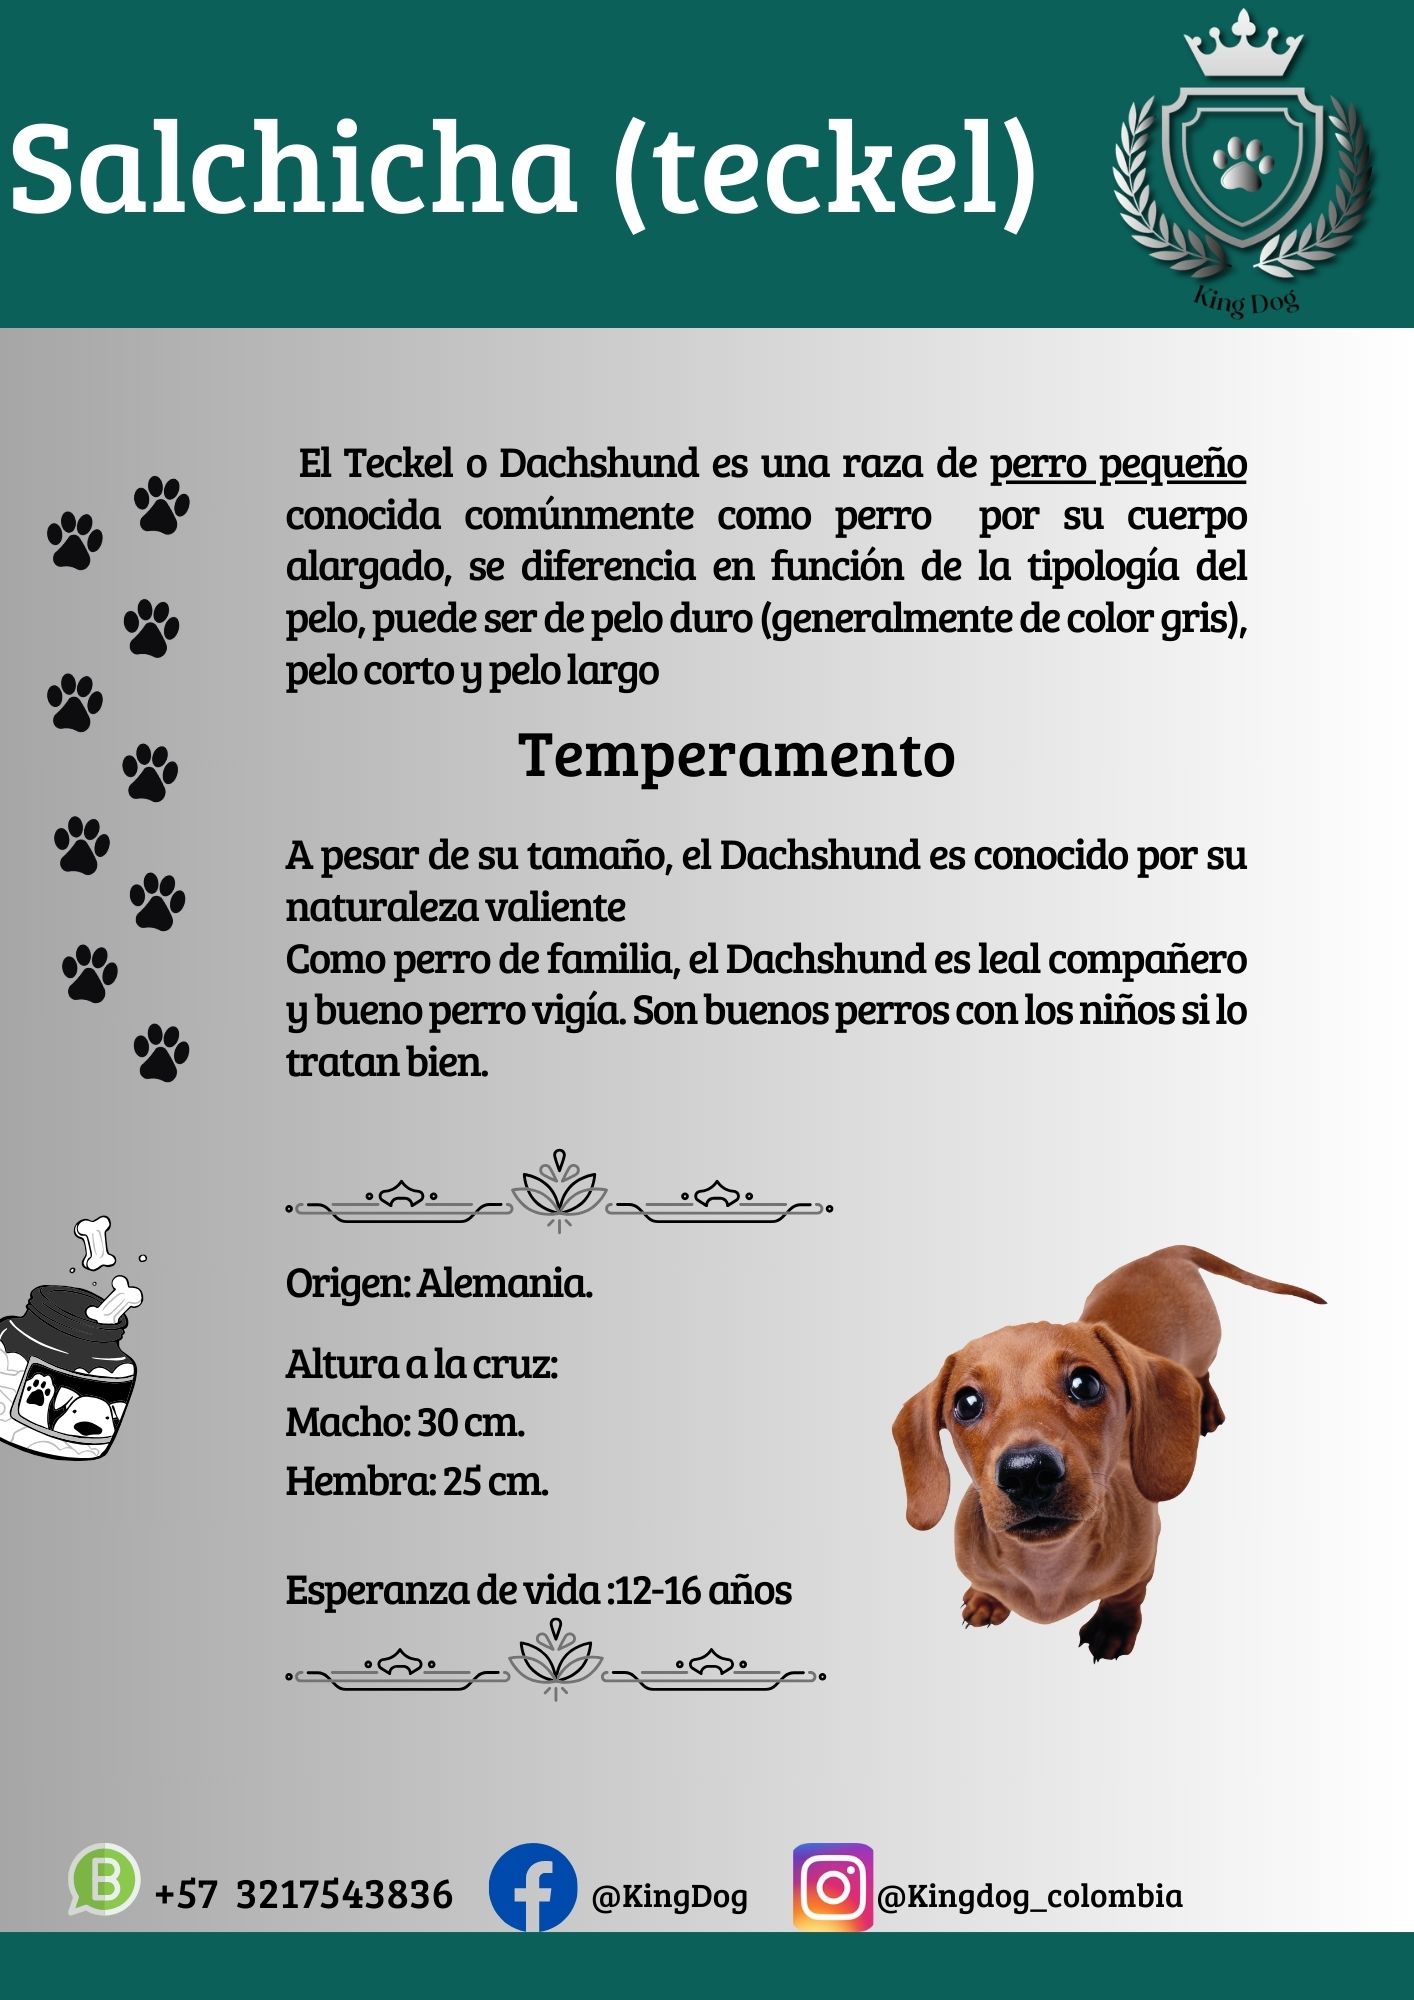 Salchicha (teckel)
King Dog
El Teckel o Dachshund es una raza de perro pequeño
conocida comúnmente como perro por su cuerpo
alargado, se diferencia en función de la tipología del
pelo, puede ser de pelo duro (generalmente de color gris),
pelo corto y pelo largo
Temperamento
A pesar de su tamaño, el Dachshund es conocido por su
naturaleza valiente
Como perro de familia, el Dachshund es leal compañero
y bueno perro vigía. Son buenos perros con los niños si lo
tratan bien.
Origen: Alemania.
Altura a la cruz:
Macho: 30 cm.
Hembra: 25 cm.
Esperanza de vida :12-16 años
B
+57 3217543836
@KingDog
@Kingdog_colombia